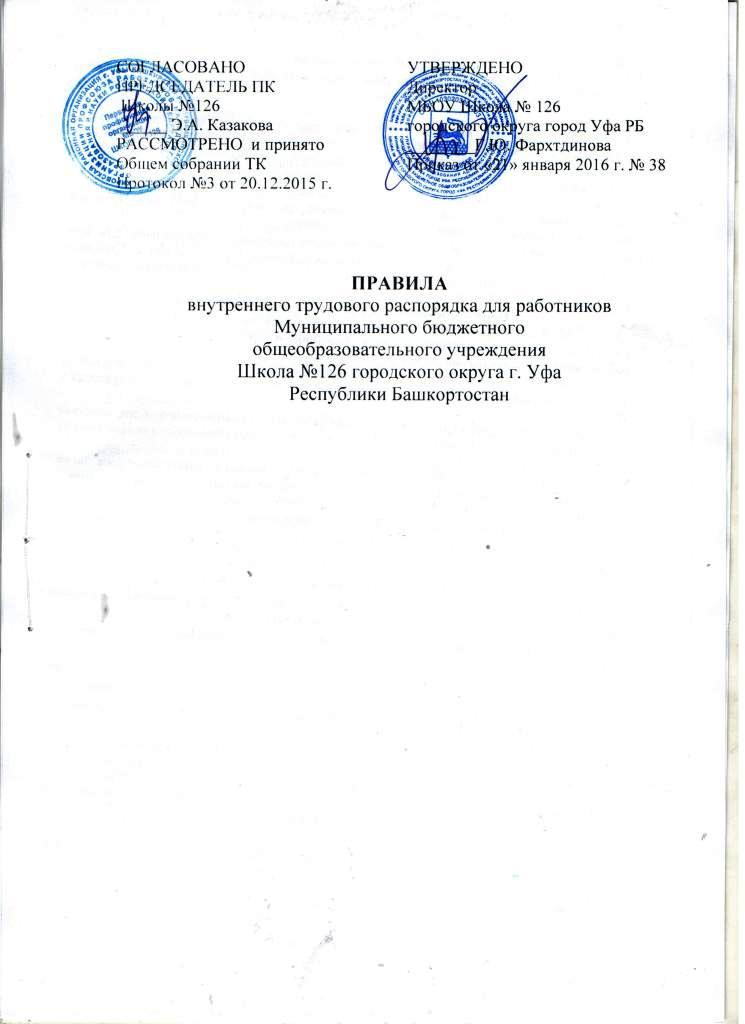 СОГЛАСОВАНО
ПРЕДСЕДАТЕЛЬ ПК
Школы №126
Э.А. Казакова
РАССМОТРЕНО и принято
Общем собрании ТК
Протокол №3 от 20.12.2015 г.
УТВЕРЖДЕНО
Директор
МБОУ Школа № 126
городского округа город Уфа РБ
Г.Ю. Фархтдинова
Приказ от «21» января 2016 г. № 38
ПРАВИЛА
внутреннего трудового распорядка для работников
Муниципального бюджетного
общеобразовательного учреждения
Школа №126 городского округа г. Уфа
Республики Башкортостан